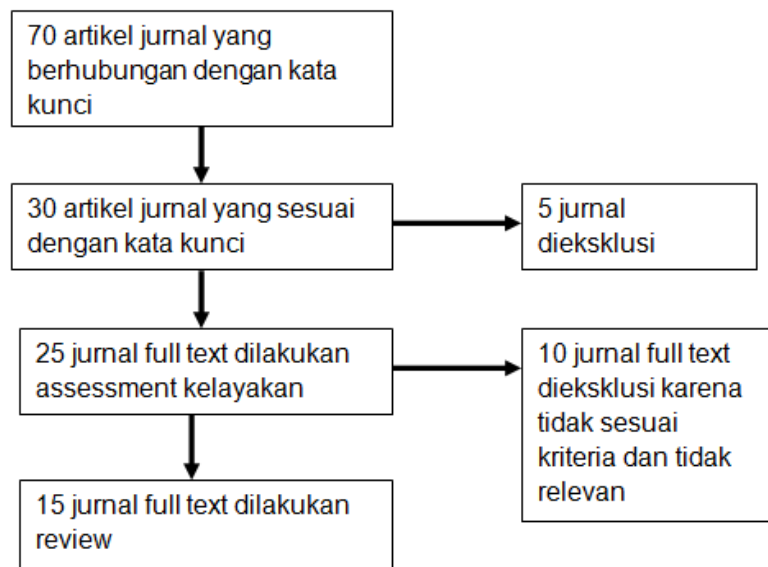 70 artikel jurnal yang
berhubungan dengan kata
kunci
30 artikel jurnal yang sesuai
dengan kata kunci
5 jurnal
dieksklusi
25 jurnal full text dilakukan
assessment kelayakan
10 jurnal full text
dieksklusi karena
tidak sesuai
kriteria dan tidak
relevan
15 jurnal full text dilakukan
review